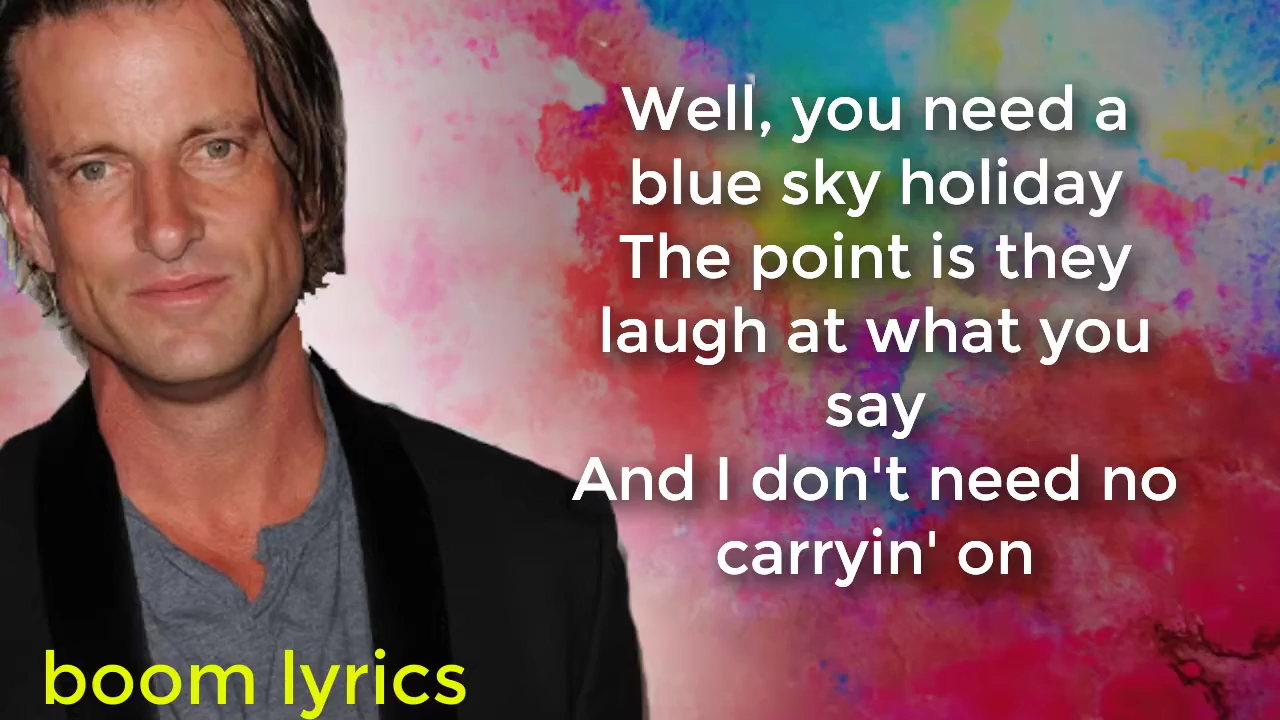 Well, you need a
blue sky holiday
The point is they
laugh at what you
say
And I don't need no
carryin' on
boom lyrics